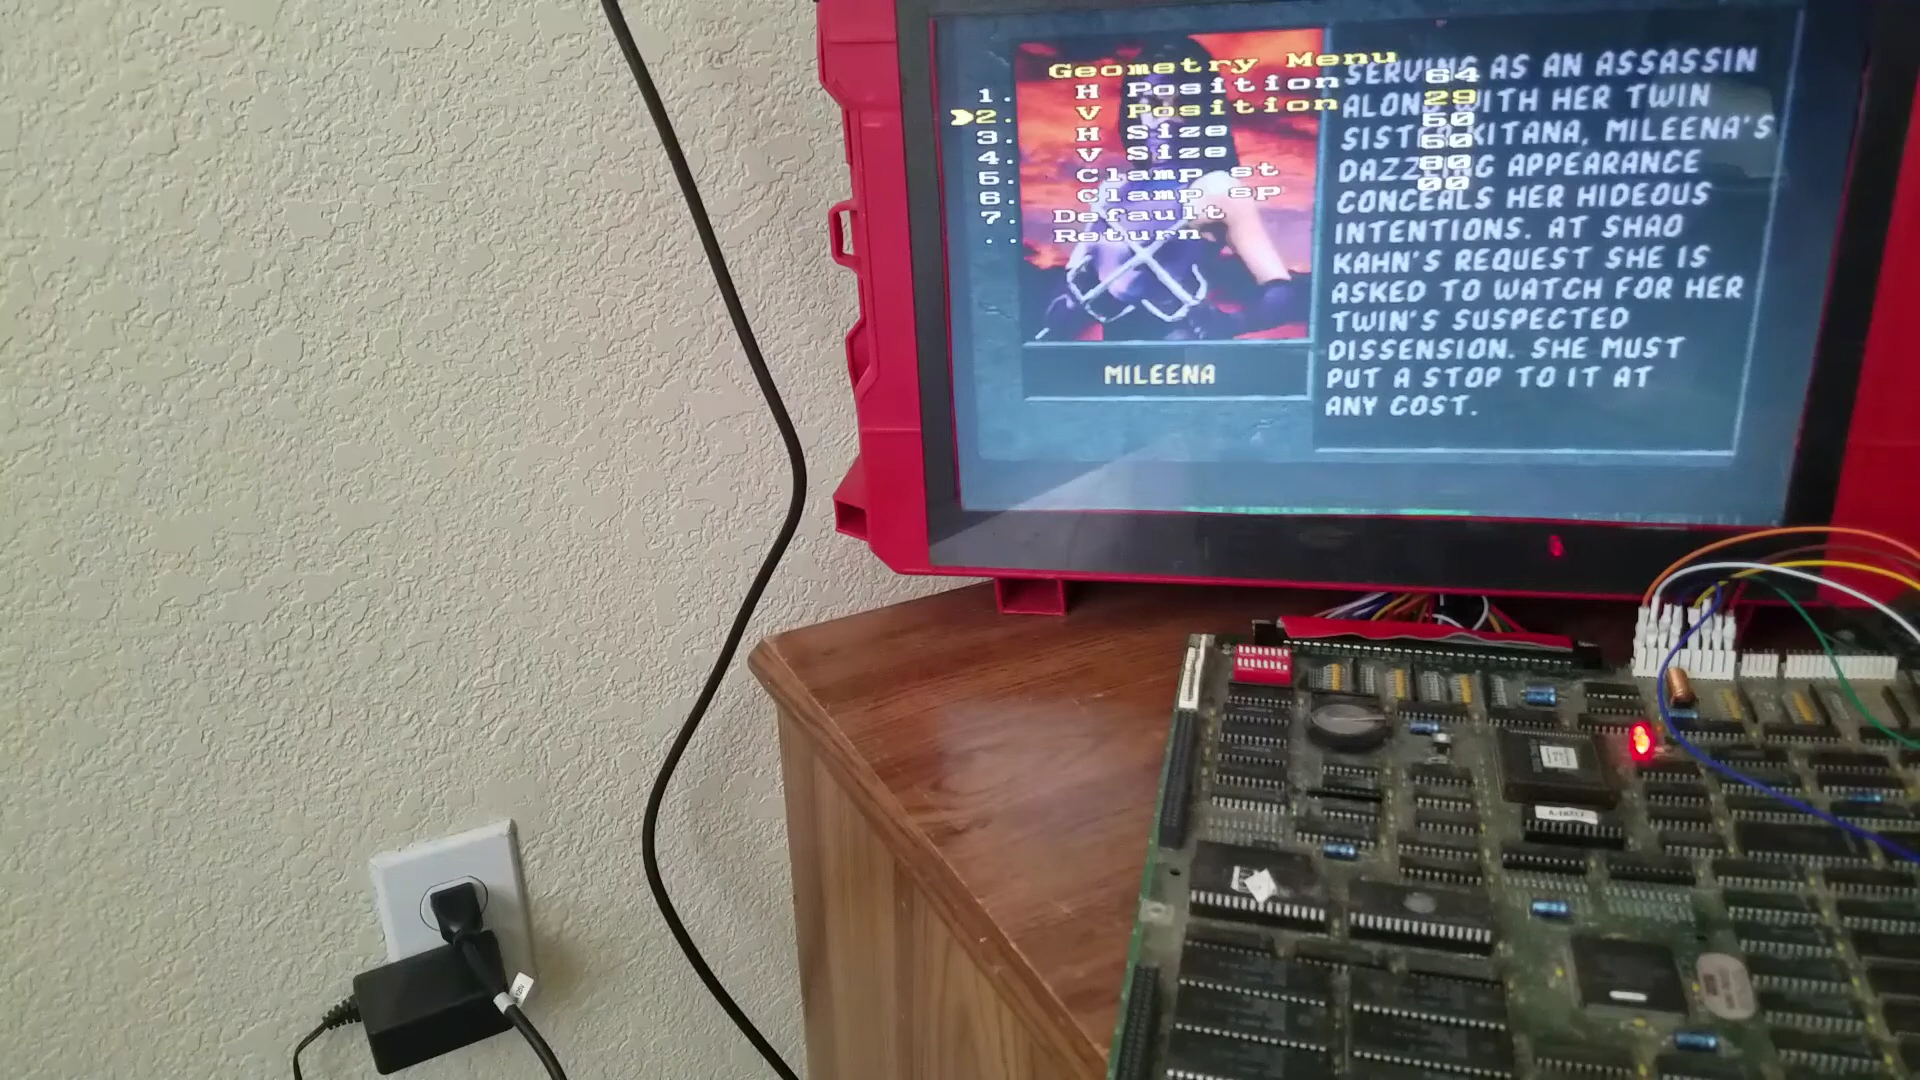 Geometry Menu
1. H Position 64
2. V Position 29
3. H Size 50
4. V Size 60
5. Clamp st 80
6. Clamp sp 00
7. Default
.. Return
MILEENA
SERVING AS AN ASSASSIN
ALONG WITH HER TWIN
SISTER KITANA, MILEENA'S
DAZZLING APPEARANCE
CONCEALS HER HIDEOUS
INTENTIONS. AT SHAO
KAHN'S REQUEST SHE IS
ASKED TO WATCH FOR HER
TWIN'S SUSPECTED
DISSENSION. SHE MUST
PUT A STOP TO IT AT
ANY COST.